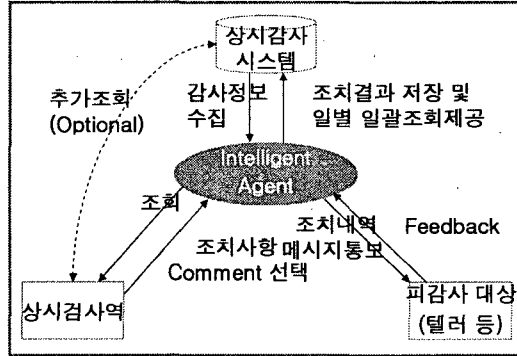 상시감사
시스템
추가조회
(Optional)
감사정보
수집
조치결과 저장 및
일별 일괄조회제공
Intelligent
Agent
조회
조치사항
Comment 선택
조치내역
메시지통보
Feedback
상시검사역
피감사 대상
(텔러 등)